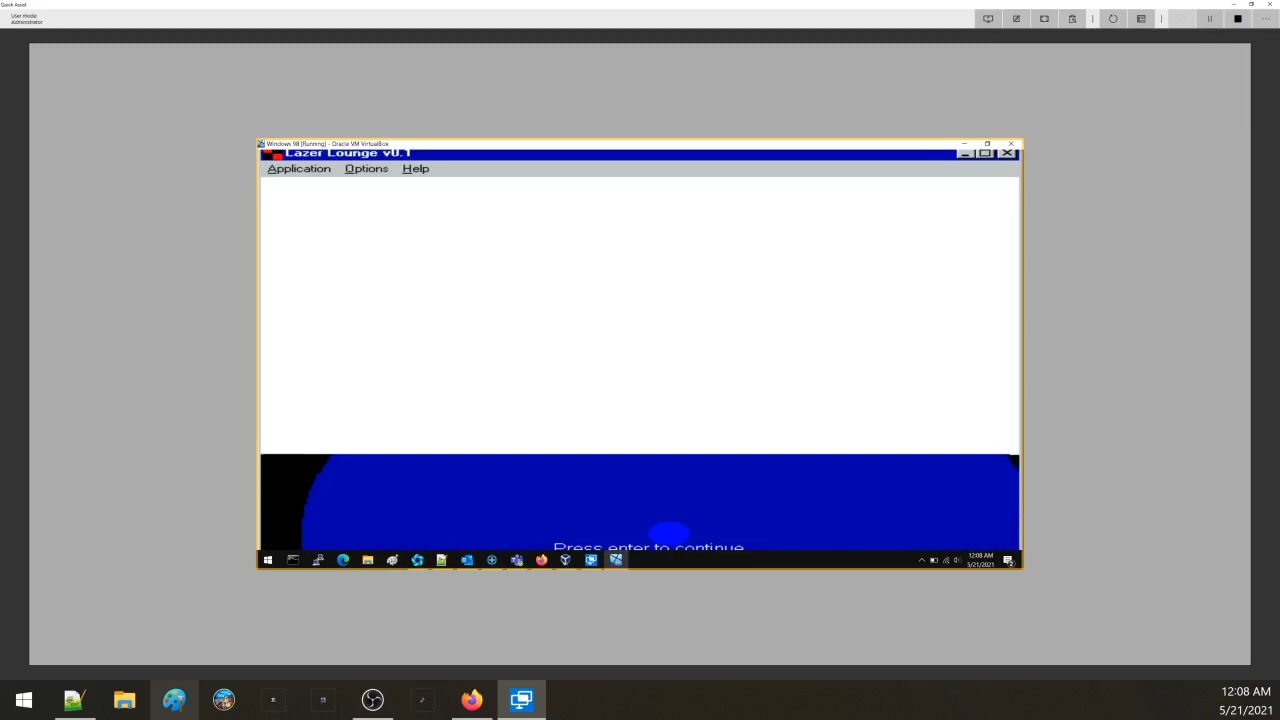 Quick Assist
User mode:
Administrator
Windows 98 [Running] - Oracle VM VirtualBox
Lazer Lounge v0.1
Application Options Help
Press enter to continue
12:08 AM
5/21/2021
12:08 AM
5/21/2021